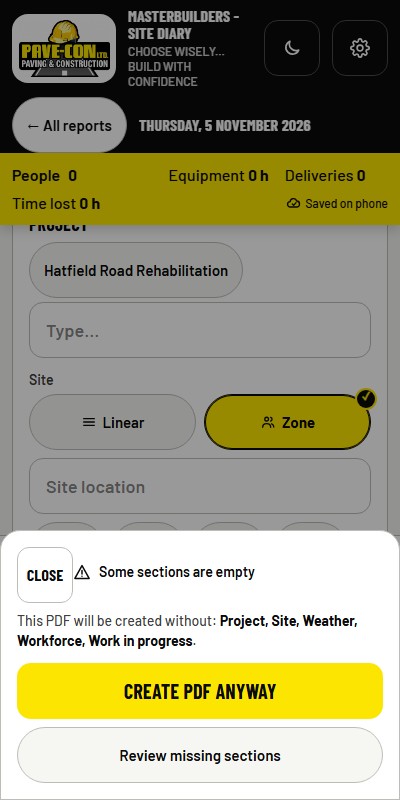 PAVE-CON LTD.
PAVING & CONSTRUCTION
MASTERBUILDERS -
SITE DIARY
CHOOSE WISELY...
BUILD WITH
CONFIDENCE
← All reports
THURSDAY, 5 NOVEMBER 2026
People 0
Equipment 0 h
Deliveries 0
Time lost 0 h
Saved on phone
PROJECT
Hatfield Road Rehabilitation
Type...
Site
Linear
Zone
Site location
CLOSE
Some sections are empty
This PDF will be created without: Project, Site, Weather,
Workforce, Work in progress.
CREATE PDF ANYWAY
Review missing sections